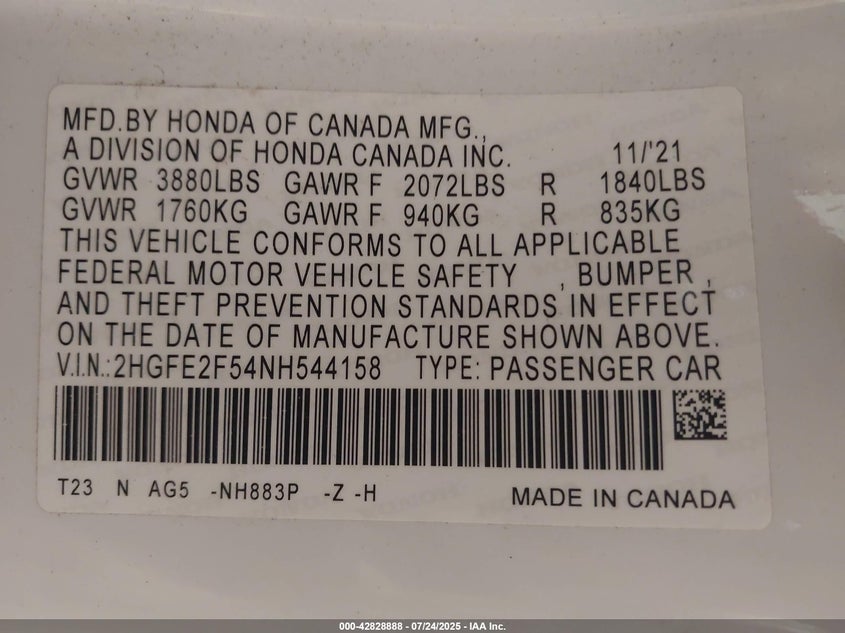 MFD.BY HONDA OF CANADA MFG.,
A DIVISION OF HONDA CANADA INC. 11/'21
GVWR 3880LBS GAWR F 2072LBS R 1840LBS
GVWR 1760KG GAWR F 940KG R 835KG
THIS VEHICLE CONFORMS TO ALL APPLICABLE
FEDERAL MOTOR VEHICLE SAFETY , BUMPER ,
AND THEFT PREVENTION STANDARDS IN EFFECT
ON THE DATE OF MANUFACTURE SHOWN ABOVE.
V.I.N.:2HGFE2F54NH544158 TYPE: PASSENGER CAR
T23 N AG5 -NH883P -Z -H MADE IN CANADA
000-42828888 - 07/24/2025 - IAA Inc.